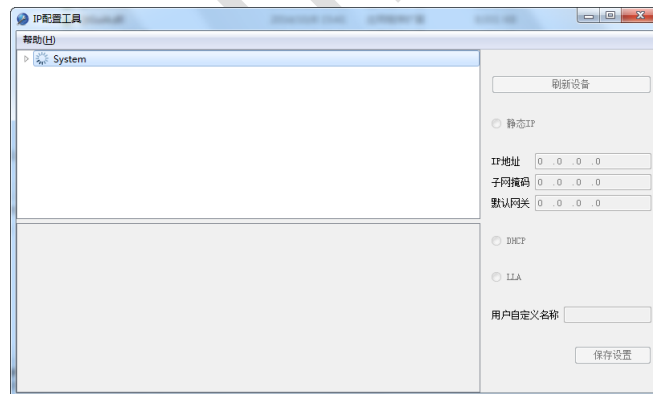 IP配置工具
帮助(H)
System
刷新设备
静态IP
IP地址 0 .0 .0 .0
子网掩码 0 .0 .0 .0
默认网关 0 .0 .0 .0
DHCP
LLA
用户自定义名称
保存设置